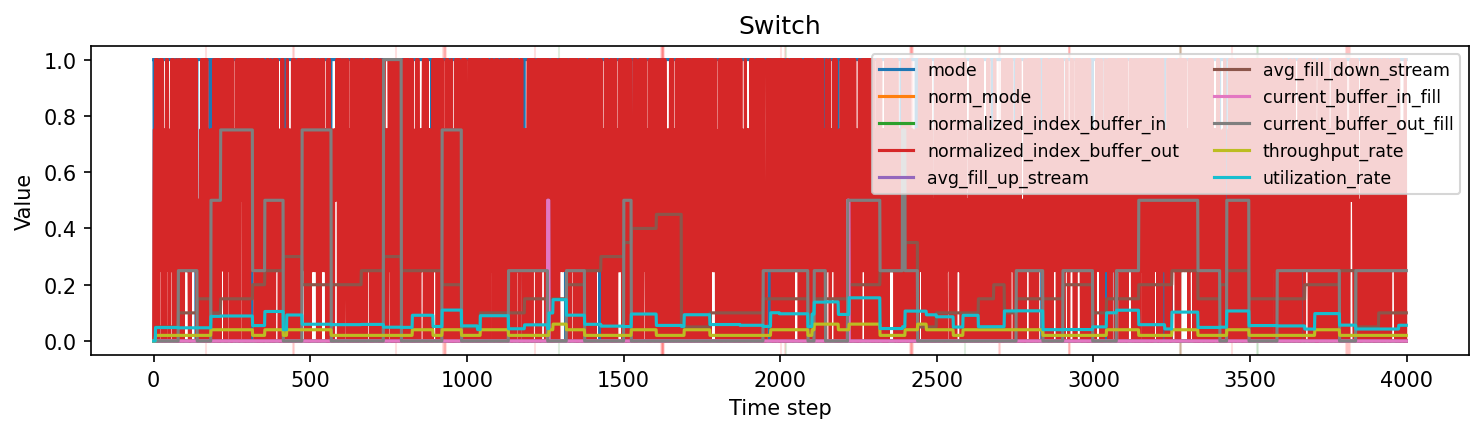 Switch
Value
1.0
0.8
0.6
0.4
0.2
0.0
mode
norm_mode
normalized_index_buffer_in
normalized_index_buffer_out
avg_fill_up_stream
avg_fill_down_stream
current_buffer_in_fill
current_buffer_out_fill
throughput_rate
utilization_rate
0 500 1000 1500 2000 2500 3000 3500 4000
Time step